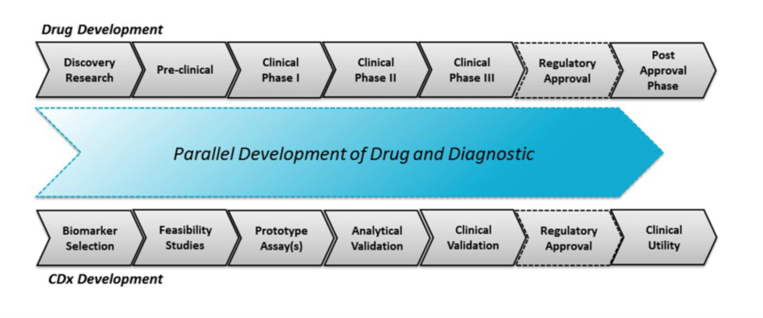 Drug Development
Discovery
Research
Pre-clinical
Clinical
Phase I
Clinical
Phase II
Clinical
Phase III
Regulatory
Approval
Post
Approval
Phase
Parallel Development of Drug and Diagnostic
Biomarker
Selection
Feasibility
Studies
Prototype
Assay(s)
Analytical
Validation
Clinical
Validation
Regulatory
Approval
Clinical
Utility
CDx Development